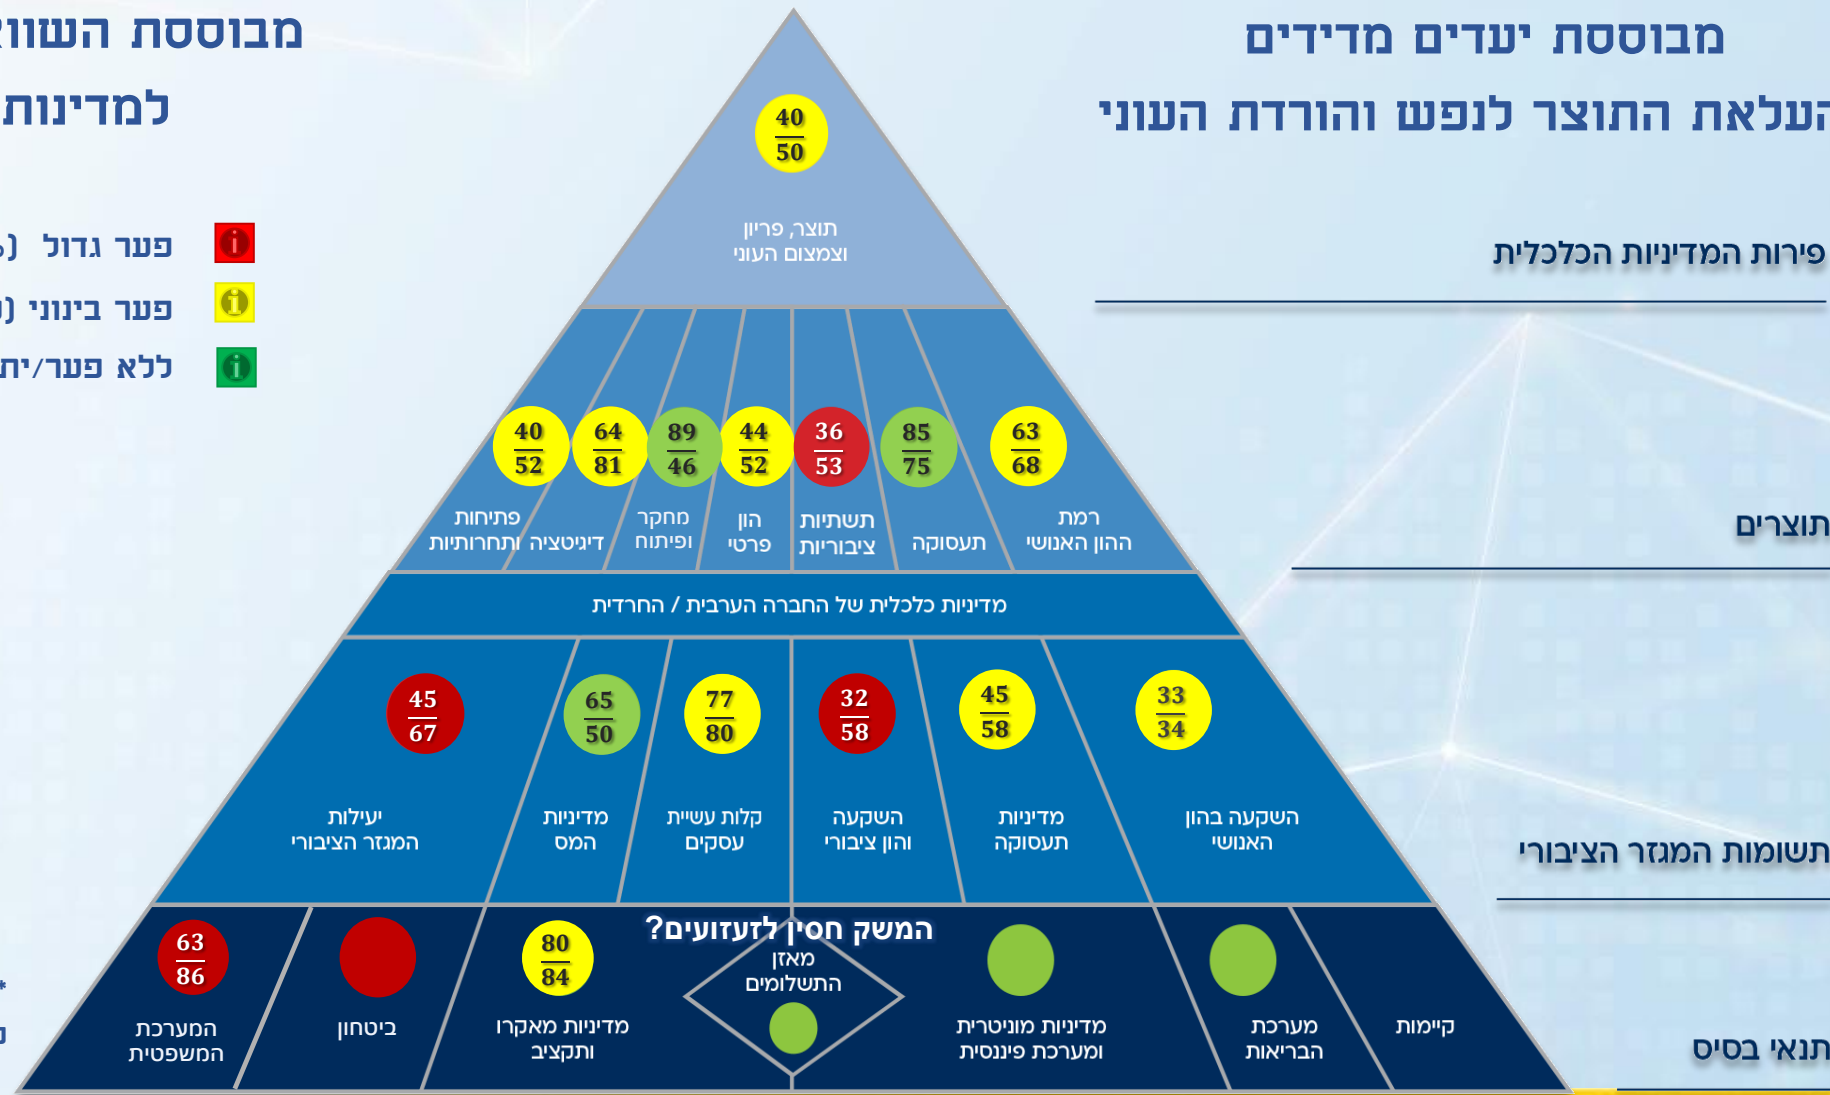 מבוססת יעדים מדידים
העלאת התוצר לנפש והורדת העוני
מבוססת
למדינות
פער גדול
פער בינוני
ללא פער/
40
50
תוצר, פריון
וצמצום העוני
פירות המדיניות הכלכלית
63
68
רמת
ההון האנושי
85
75
תעסוקה
36
53
תשתיות
ציבוריות
44
52
הון
פרטי
89
46
מחקר
ופיתוח
64
81
דיגיטציה
40
52
פתיחות
ותחרותיות
תוצרים
מדיניות כלכלית של החברה הערבית / החרדית
33
34
השקעה בהון
האנושי
45
58
מדיניות
תעסוקה
32
58
השקעה
והון ציבורי
77
80
קלות עשיית
עסקים
65
50
מדיניות
המס
45
67
יעילות
המגזר הציבורי
תשומות המגזר הציבורי
המשק חסין לזעזועים?
קיימות
מערכת
הבריאות
מדיניות מוניטרית
ומערכת פיננסית
מאזן
התשלומים
80
84
מדיניות מאקרו
ותקציב
ביטחון
63
86
המערכת
המשפטית
תנאי בסיס
*